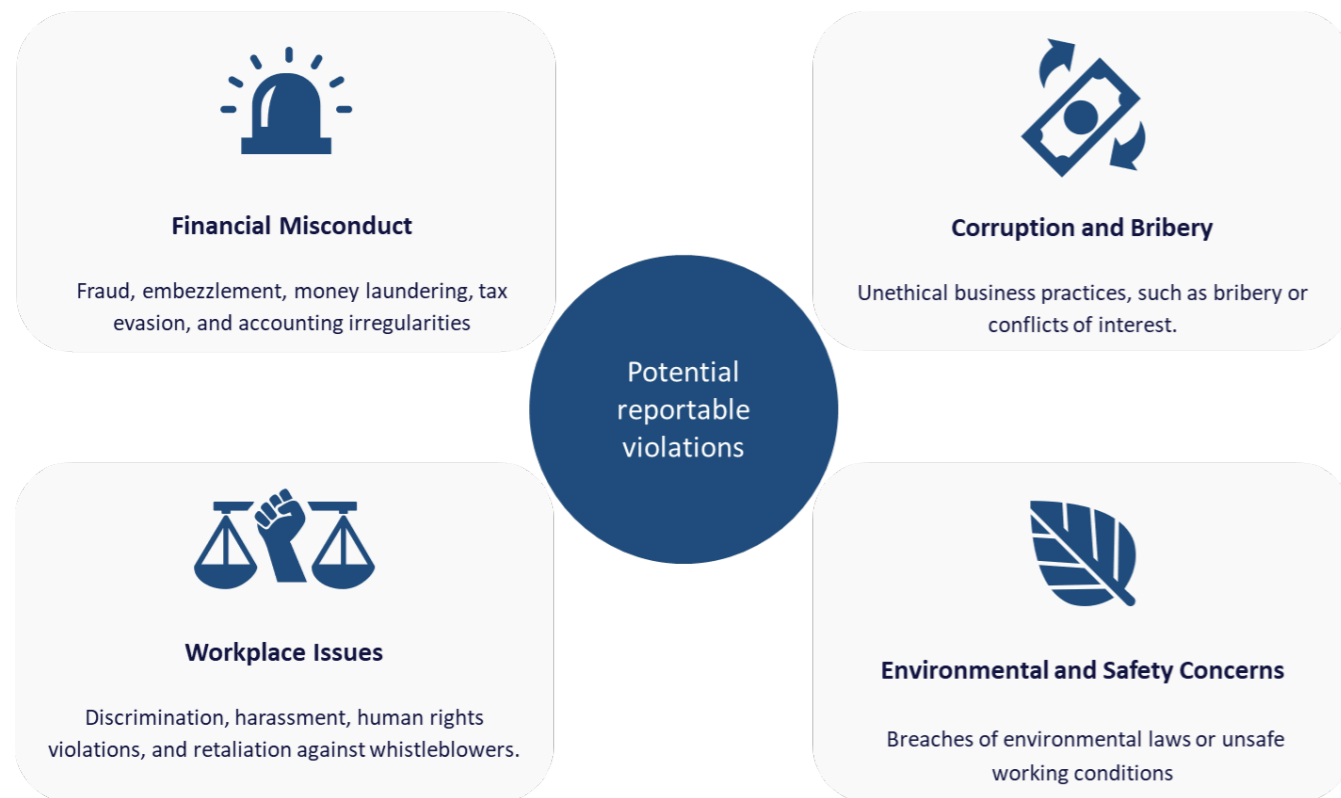 Financial Misconduct
Fraud, embezzlement, money laundering, tax
evasion, and accounting irregularities
Corruption and Bribery
Unethical business practices, such as bribery or
conflicts of interest.
Potential
reportable
violations
Workplace Issues
Discrimination, harassment, human rights
violations, and retaliation against whistleblowers.
Environmental and Safety Concerns
Breaches of environmental laws or unsafe
working conditions